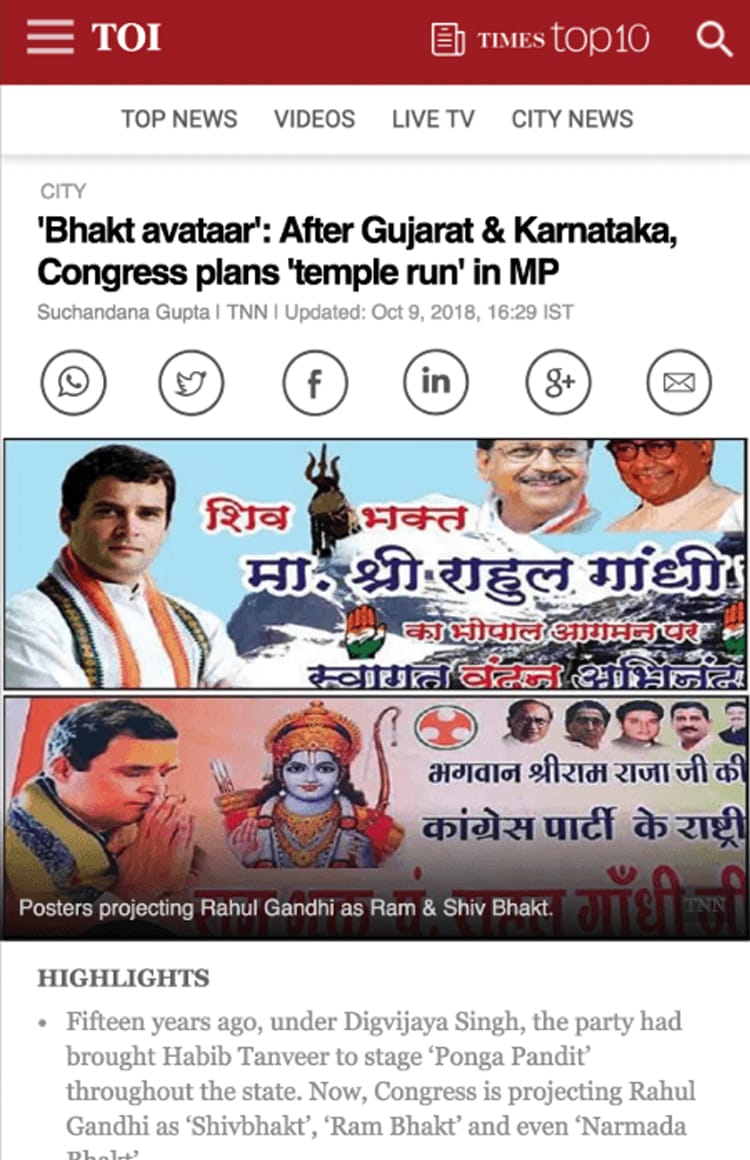 TOI
TIMES top10
TOP NEWS VIDEOS LIVE TV CITY NEWS
CITY
'Bhakt avataar': After Gujarat & Karnataka,
Congress plans 'temple run' in MP
Suchandana Gupta | TNN | Updated: Oct 9, 2018, 16:29 IST
f in g+
शिव भक्त
मा. श्री राहुल गांधी
का भोपाल आगमन पर
स्वागत वंदन अभिनंद
भगवान श्रीराम राजा जी की
कांग्रेस पार्टी के राष्ट्री
राम भक्त पं. राहुल गाँधी जी
Posters projecting Rahul Gandhi as Ram & Shiv Bhakt.
TNN
HIGHLIGHTS
• Fifteen years ago, under Digvijaya Singh, the party had
brought Habib Tanveer to stage ‘Ponga Pandit’
throughout the state. Now, Congress is projecting Rahul
Gandhi as ‘Shivbhakt’, ‘Ram Bhakt’ and even ‘Narmada
Bhakt’